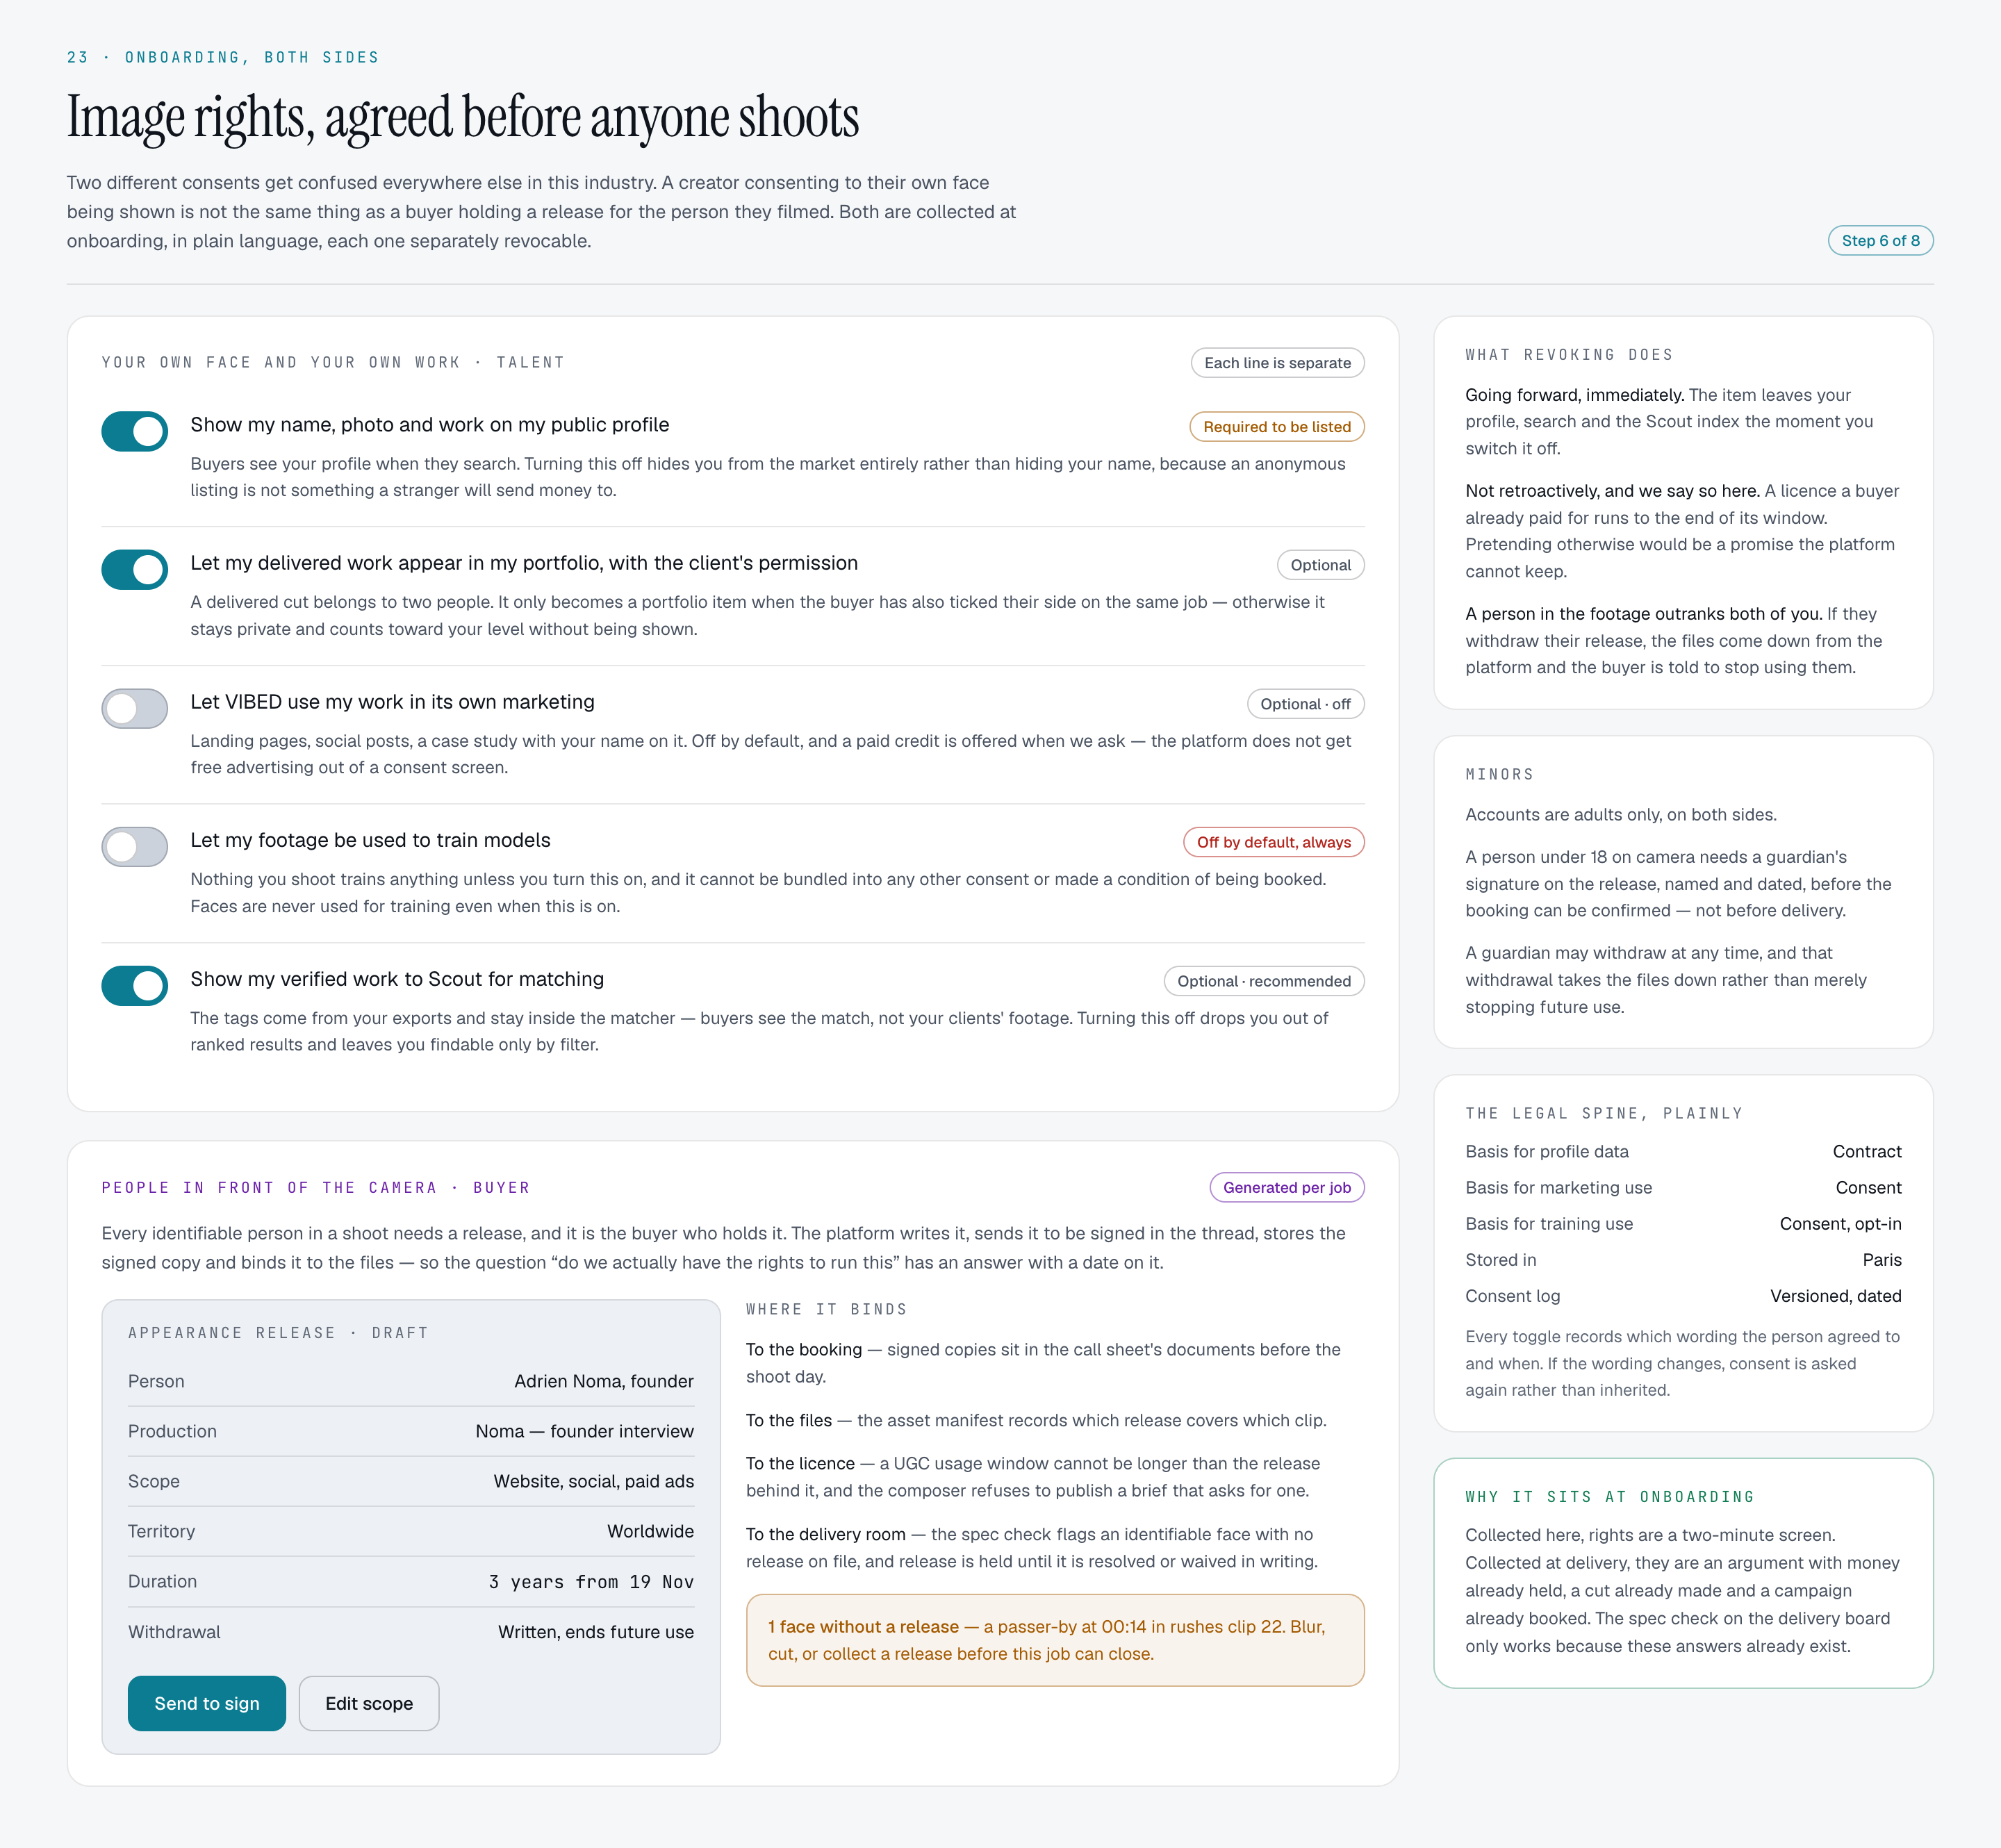 23 · ONBOARDING, BOTH SIDES
Image rights, agreed before anyone shoots
Two different consents get confused everywhere else in this industry. A creator consenting to their own face
being shown is not the same thing as a buyer holding a release for the person they filmed. Both are collected at
onboarding, in plain language, each one separately revocable.
Step 6 of 8
YOUR OWN FACE AND YOUR OWN WORK · TALENT
Each line is separate
Show my name, photo and work on my public profile
Required to be listed
Buyers see your profile when they search. Turning this off hides you from the market entirely rather than hiding your name, because an anonymous
listing is not something a stranger will send money to.
Let my delivered work appear in my portfolio, with the client's permission
Optional
A delivered cut belongs to two people. It only becomes a portfolio item when the buyer has also ticked their side on the same job — otherwise it
stays private and counts toward your level without being shown.
Let VIBED use my work in its own marketing
Optional · off
Landing pages, social posts, a case study with your name on it. Off by default, and a paid credit is offered when we ask — the platform does not get
free advertising out of a consent screen.
Let my footage be used to train models
Off by default, always
Nothing you shoot trains anything unless you turn this on, and it cannot be bundled into any other consent or made a condition of being booked.
Faces are never used for training even when this is on.
Show my verified work to Scout for matching
Optional · recommended
The tags come from your exports and stay inside the matcher — buyers see the match, not your clients' footage. Turning this off drops you out of
ranked results and leaves you findable only by filter.
PEOPLE IN FRONT OF THE CAMERA · BUYER
Generated per job
Every identifiable person in a shoot needs a release, and it is the buyer who holds it. The platform writes it, sends it to be signed in the thread, stores the
signed copy and binds it to the files — so the question “do we actually have the rights to run this” has an answer with a date on it.
APPEARANCE RELEASE · DRAFT
Person Adrien Noma, founder
Production Noma — founder interview
Scope Website, social, paid ads
Territory Worldwide
Duration 3 years from 19 Nov
Withdrawal Written, ends future use
Send to sign
Edit scope
WHERE IT BINDS
To the booking — signed copies sit in the call sheet's documents before the
shoot day.
To the files — the asset manifest records which release covers which clip.
To the licence — a UGC usage window cannot be longer than the release
behind it, and the composer refuses to publish a brief that asks for one.
To the delivery room — the spec check flags an identifiable face with no
release on file, and release is held until it is resolved or waived in writing.
1 face without a release — a passer-by at 00:14 in rushes clip 22. Blur,
cut, or collect a release before this job can close.
WHAT REVOKING DOES
Going forward, immediately. The item leaves your
profile, search and the Scout index the moment you
switch it off.
Not retroactively, and we say so here. A licence a buyer
already paid for runs to the end of its window.
Pretending otherwise would be a promise the platform
cannot keep.
A person in the footage outranks both of you. If they
withdraw their release, the files come down from the
platform and the buyer is told to stop using them.
MINORS
Accounts are adults only, on both sides.
A person under 18 on camera needs a guardian's
signature on the release, named and dated, before the
booking can be confirmed — not before delivery.
A guardian may withdraw at any time, and that
withdrawal takes the files down rather than merely
stopping future use.
THE LEGAL SPINE, PLAINLY
Basis for profile data Contract
Basis for marketing use Consent
Basis for training use Consent, opt-in
Stored in Paris
Consent log Versioned, dated
Every toggle records which wording the person agreed to
and when. If the wording changes, consent is asked
again rather than inherited.
WHY IT SITS AT ONBOARDING
Collected here, rights are a two-minute screen.
Collected at delivery, they are an argument with money
already held, a cut already made and a campaign
already booked. The spec check on the delivery board
only works because these answers already exist.